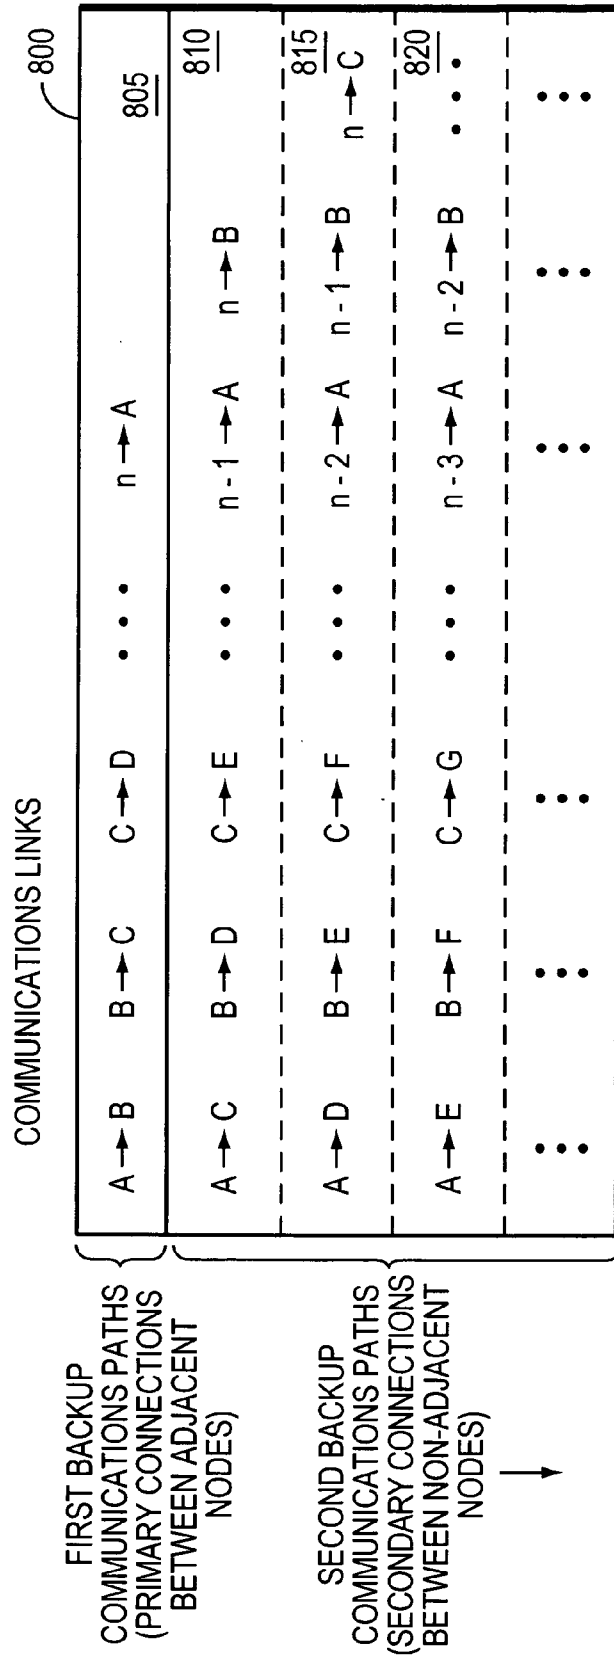 COMMUNICATIONS LINKS
800
FIRST BACKUP
COMMUNICATIONS PATHS
(PRIMARY CONNECTIONS
BETWEEN ADJACENT
NODES)
A → B B → C C → D • • • n → A 805
SECOND BACKUP
COMMUNICATIONS PATHS
(SECONDARY CONNECTIONS
BETWEEN NON-ADJACENT
NODES)
A → C B → D C → E • • • n - 1 → A n → B 810
A → D B → E C → F • • • n - 2 → A n - 1 → B n → C 815
A → E B → F C → G • • • n - 3 → A n - 2 → B • • • 820